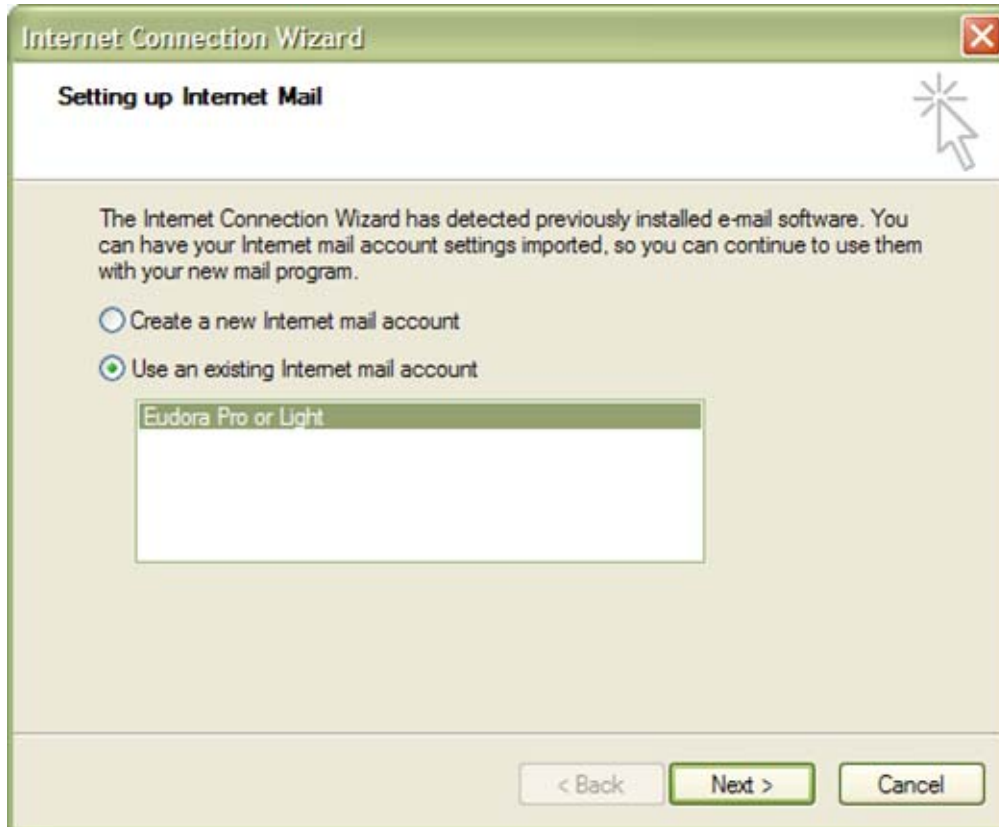 Internet Connection Wizard
Setting up Internet Mail
The Internet Connection Wizard has detected previously installed e-mail software. You
can have your Internet mail account settings imported, so you can continue to use them
with your new mail program.
Create a new Internet mail account
Use an existing Internet mail account
Eudora Pro or Light
< Back Next > Cancel